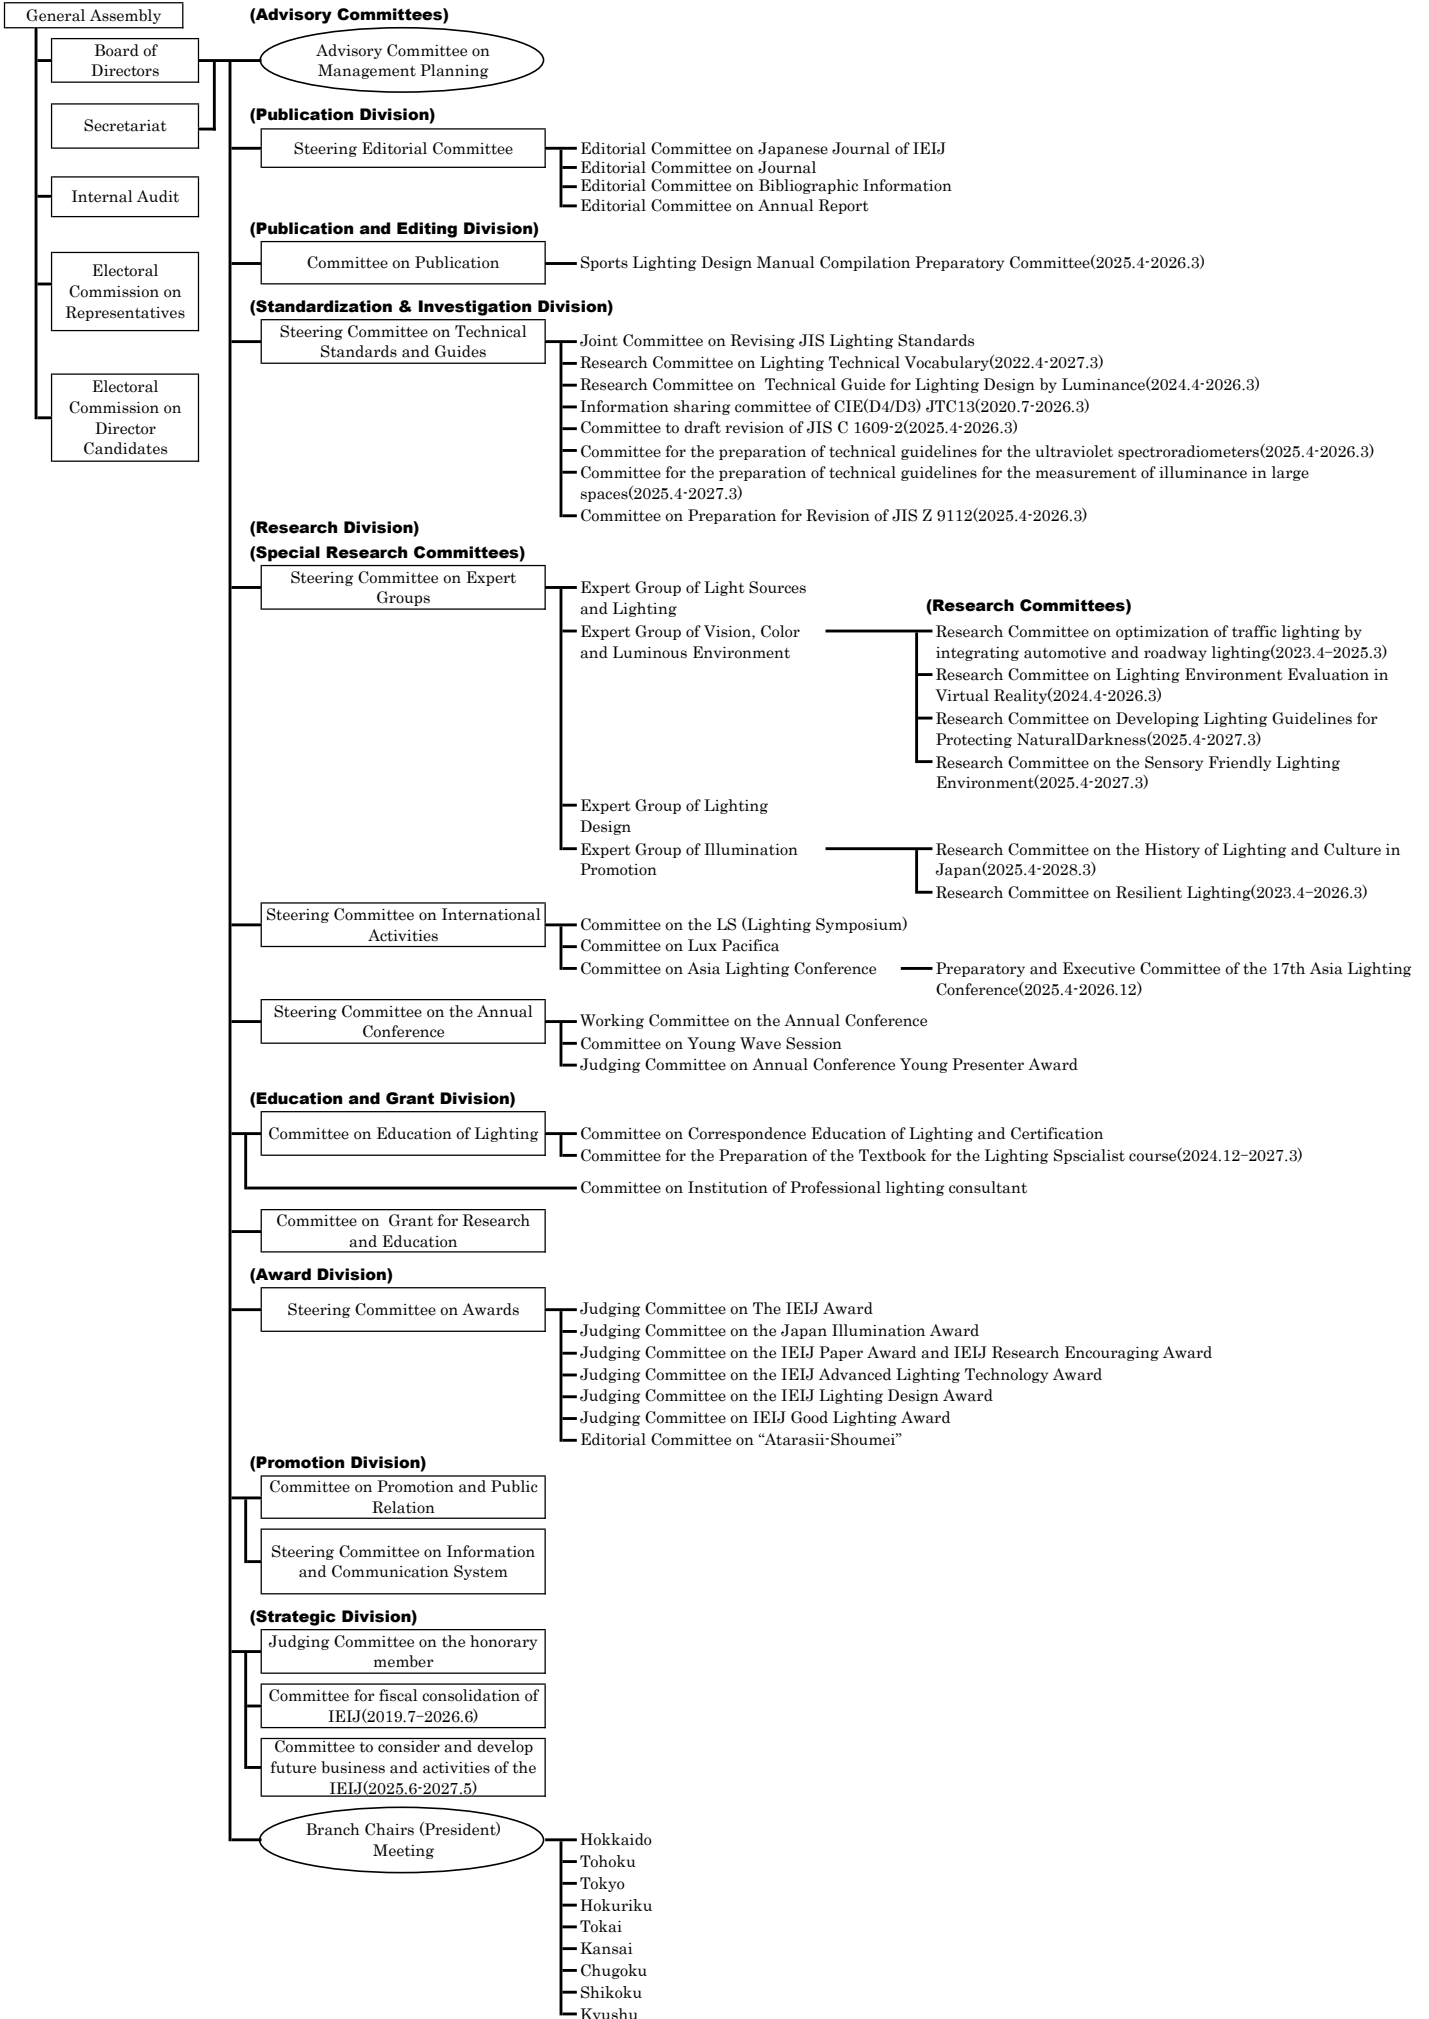 General Assembly
Board of
Directors
Secretariat
Internal Audit
Electoral
Commission on
Representatives
Electoral
Commission on
Director
Candidates
(Advisory Committees)
Advisory Committee on
Management Planning
(Publication Division)
Steering Editorial Committee
Editorial Committee on Japanese Journal of IEIJ
Editorial Committee on Journal
Editorial Committee on Bibliographic Information
Editorial Committee on Annual Report
(Publication and Editing Division)
Committee on Publication
Sports Lighting Design Manual Compilation Preparatory Committee(2025.4-2026.3)
(Standardization & Investigation Division)
Steering Committee on Technical
Standards and Guides
Joint Committee on Revising JIS Lighting Standards
Research Committee on Lighting Technical Vocabulary(2022.4-2027.3)
Research Committee on  Technical Guide for Lighting Design by Luminance(2024.4-2026.3)
Information sharing committee of CIE(D4/D3) JTC13(2020.7-2026.3)
Committee to draft revision of JIS C 1609-2(2025.4-2026.3)
Committee for the preparation of technical guidelines for the ultraviolet spectroradiometers(2025.4-2026.3)
Committee for the preparation of technical guidelines for the measurement of illuminance in large
spaces(2025.4-2027.3)
Committee on Preparation for Revision of JIS Z 9112(2025.4-2026.3)
(Research Division)
(Special Research Committees)
Steering Committee on Expert
Groups
Expert Group of Light Sources
and Lighting
Expert Group of Vision, Color
and Luminous Environment
(Research Committees)
Research Committee on optimization of traffic lighting by
integrating automotive and roadway lighting(2023.4–2025.3)
Research Committee on Lighting Environment Evaluation in
Virtual Reality(2024.4-2026.3)
Research Committee on Developing Lighting Guidelines for
Protecting NaturalDarkness(2025.4-2027.3)
Research Committee on the Sensory Friendly Lighting
Environment(2025.4-2027.3)
Expert Group of Lighting
Design
Expert Group of Illumination
Promotion
Research Committee on the History of Lighting and Culture in
Japan(2025.4-2028.3)
Research Committee on Resilient Lighting(2023.4–2026.3)
Steering Committee on International
Activities
Committee on the LS (Lighting Symposium)
Committee on Lux Pacifica
Committee on Asia Lighting Conference
Preparatory and Executive Committee of the 17th Asia Lighting
Conference(2025.4-2026.12)
Steering Committee on the Annual
Conference
Working Committee on the Annual Conference
Committee on Young Wave Session
Judging Committee on Annual Conference Young Presenter Award
(Education and Grant Division)
Committee on Education of Lighting
Committee on Correspondence Education of Lighting and Certification
Committee for the Preparation of the Textbook for the Lighting Spscialist course(2024.12–2027.3)
Committee on Institution of Professional lighting consultant
Committee on  Grant for Research
and Education
(Award Division)
Steering Committee on Awards
Judging Committee on The IEIJ Award
Judging Committee on the Japan Illumination Award
Judging Committee on the IEIJ Paper Award and IEIJ Research Encouraging Award
Judging Committee on the IEIJ Advanced Lighting Technology Award
Judging Committee on the IEIJ Lighting Design Award
Judging Committee on IEIJ Good Lighting Award
Editorial Committee on “Atarasii-Shoumei”
(Promotion Division)
Committee on Promotion and Public
Relation
Steering Committee on Information
and Communication System
(Strategic Division)
Judging Committee on the honorary
member
Committee for fiscal consolidation of
IEIJ(2019.7–2026.6)
Committee to consider and develop
future business and activities of the
IEIJ(2025.6-2027.5)
Branch Chairs (President)
Meeting
Hokkaido
Tohoku
Tokyo
Hokuriku
Tokai
Kansai
Chugoku
Shikoku
Kyushu